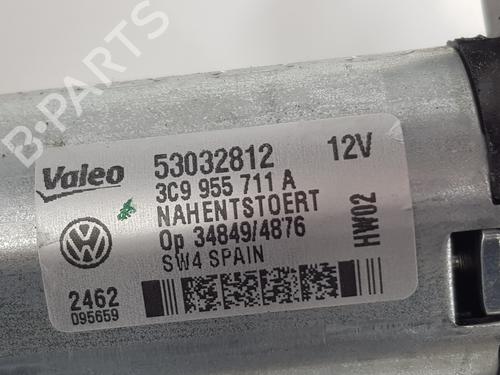 B-PARTS
Valeo
53032812 12V
3C9 955 711 A
NAHENTSTOERT
Op 34849/4876
SW4 SPAIN
HW02
2462
095659